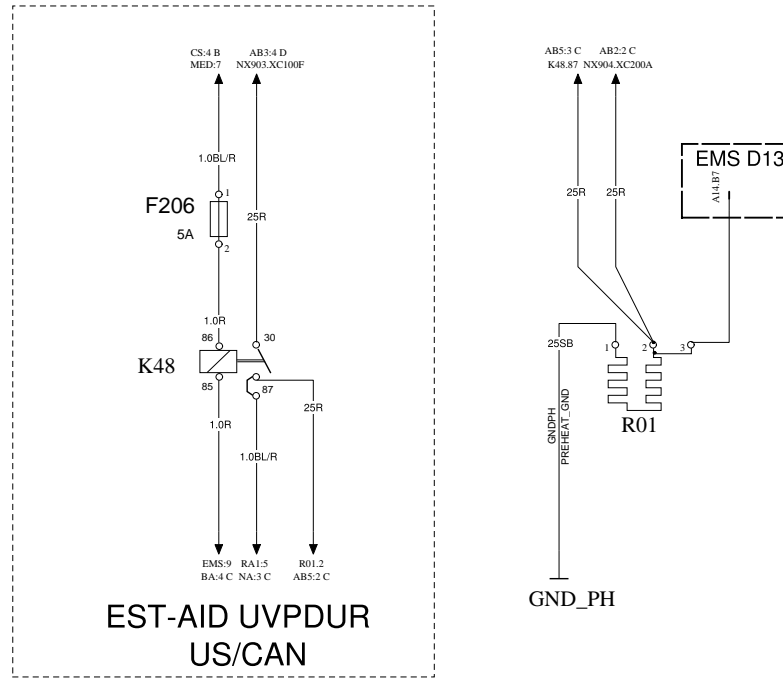 CS:4 B AB3:4 D
MED:7 NX903.XC100F
1.0BL/R
1
F206
5A
25R
2
1.0R
86
30
K48
85
87
25R
1.0R
1.0BL/R
EMS:9 RA1:5 R01.2
BA:4 C NA:3 C AB5:2 C
EST-AID UVPDUR
US/CAN
AB5:3 C AB2:2 C
K48.87 NX904.XC200A
EMS D13
A14.B7
25R 25R
25SB
1 2 3
R01
GNDPH
PREHEAT_GND
GND_PH